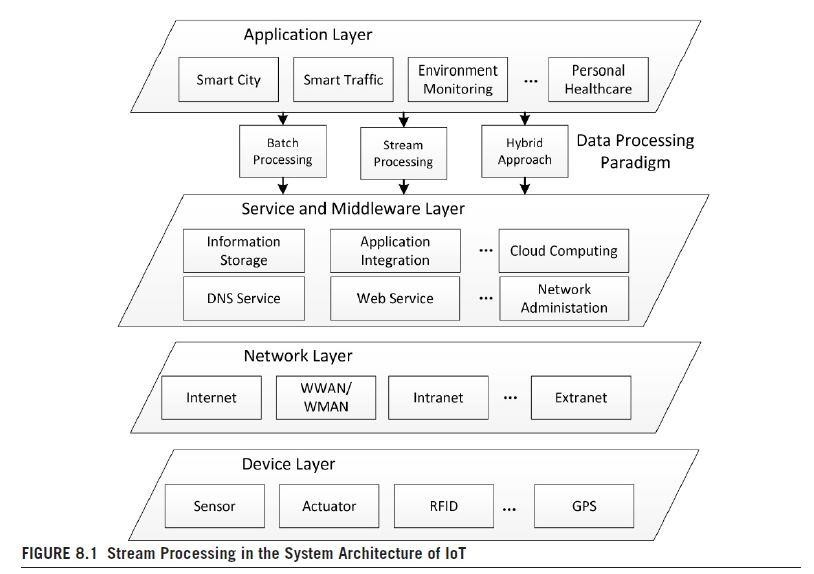 Application Layer
Smart City
Smart Traffic
Environment
Monitoring
...
Personal
Healthcare
Batch
Processing
Stream
Processing
Hybrid
Approach
Data Processing
Paradigm
Service and Middleware Layer
Information
Storage
Application
Integration
...
Cloud Computing
DNS Service
Web Service
...
Network
Administation
Network Layer
Internet
WWAN/
WMAN
Intranet
...
Extranet
Device Layer
Sensor
Actuator
RFID
...
GPS
FIGURE 8.1 Stream Processing in the System Architecture of IoT